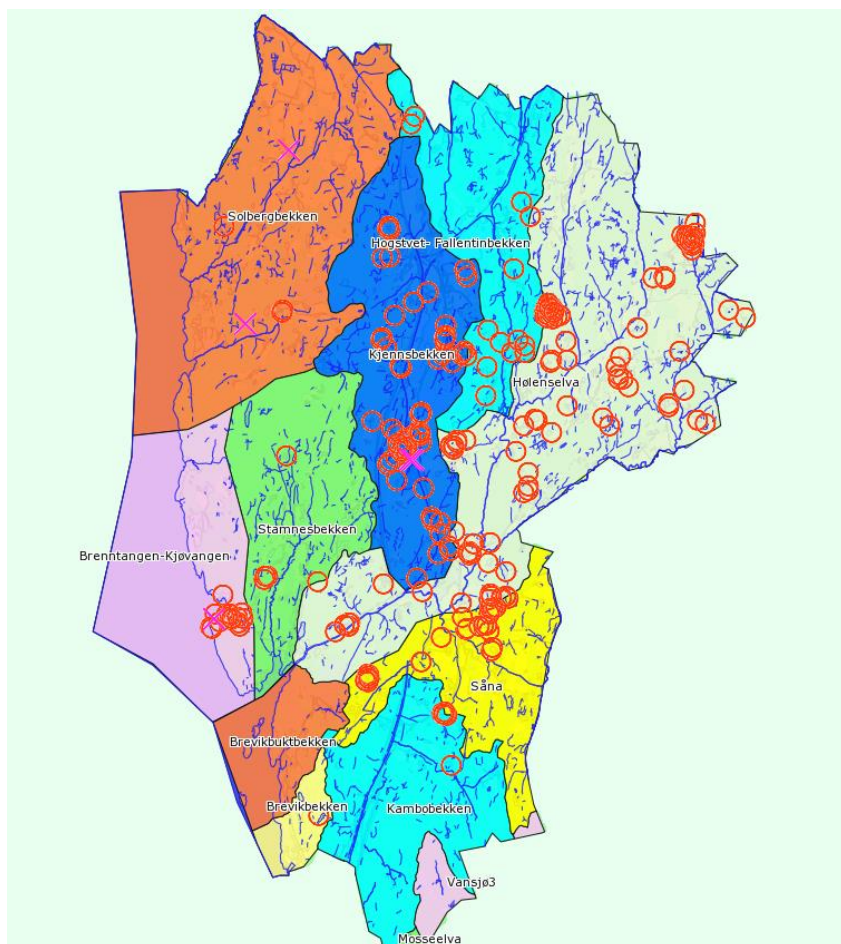 Solbergbekken
Hogstvet- Fallentinbekken
Kjennsbekken
Hølenselva
Stamnesbekken
Brenntangen-Kjøvangen
Såna
Brevikbuktbekken
Brevikbekken
Kambobekken
Vansjø3
Mosseelva